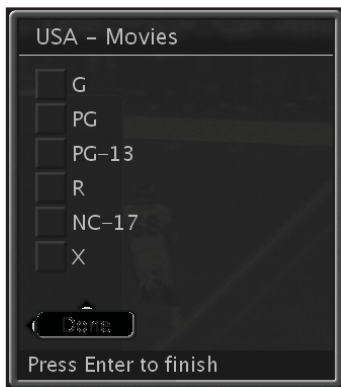 USA – Movies
G
PG
PG–13
R
NC–17
X
Done
Press Enter to finish